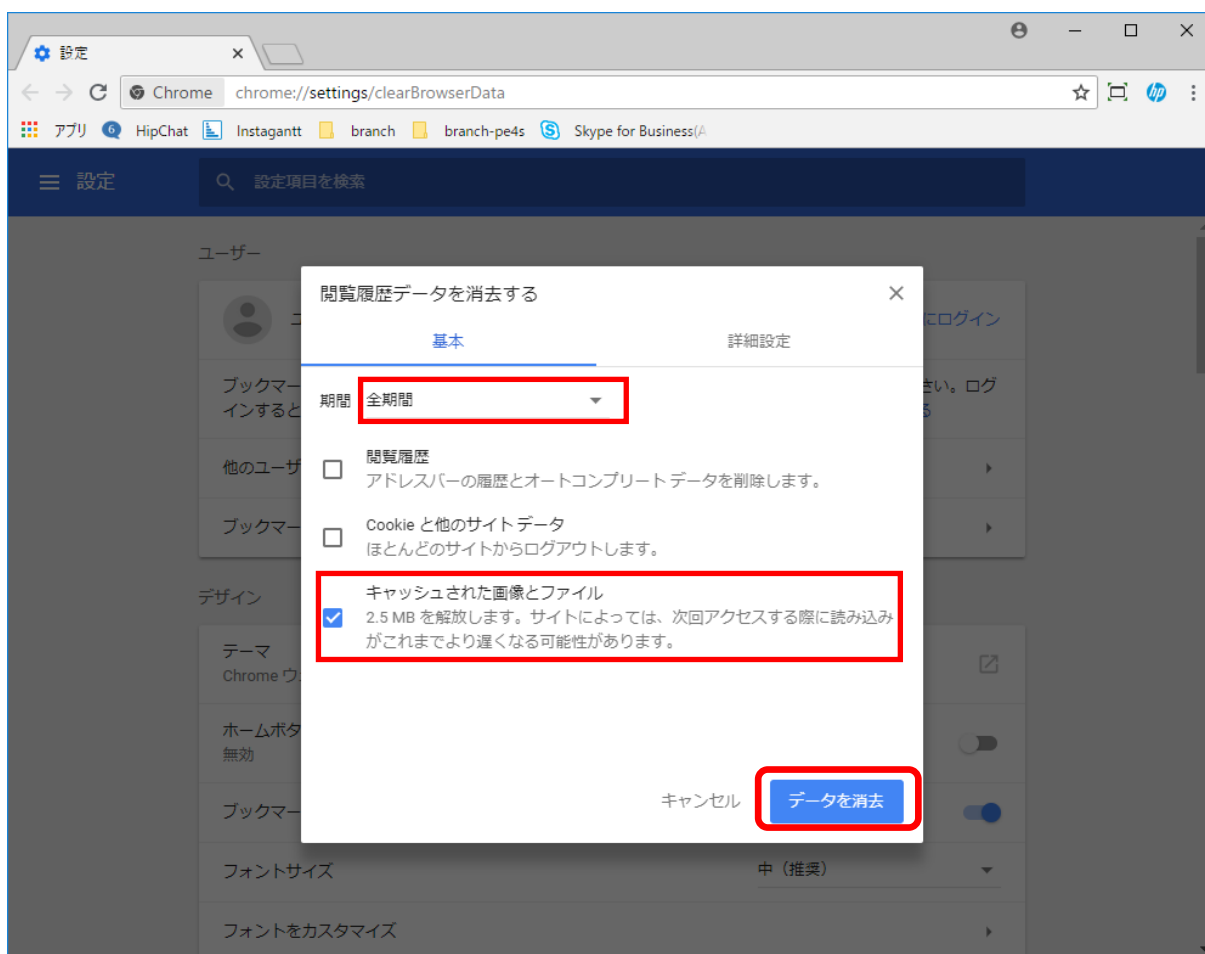 設定
Chrome chrome://settings/clearBrowserData
アプリ HipChat Instagantt branch branch-pe4s Skype for Business(A
設定 設定項目を検索
ユーザー
にログイン
閲覧履歴データを消去する
基本 詳細設定
ブックマー さい。ログ
インすると
期間 全期間
他のユーザ
閲覧履歴
アドレスバーの履歴とオートコンプリート データを削除します。
ブックマー
Cookie と他のサイト データ
ほとんどのサイトからログアウトします。
デザイン
キャッシュされた画像とファイル
2.5 MB を解放します。サイトによっては、次回アクセスする際に読み込み
がこれまでより遅くなる可能性があります。
テーマ
Chrome ウ
ホームボタ
無効
キャンセル データを消去
ブックマー
フォントサイズ 中（推奨）
フォントをカスタマイズ